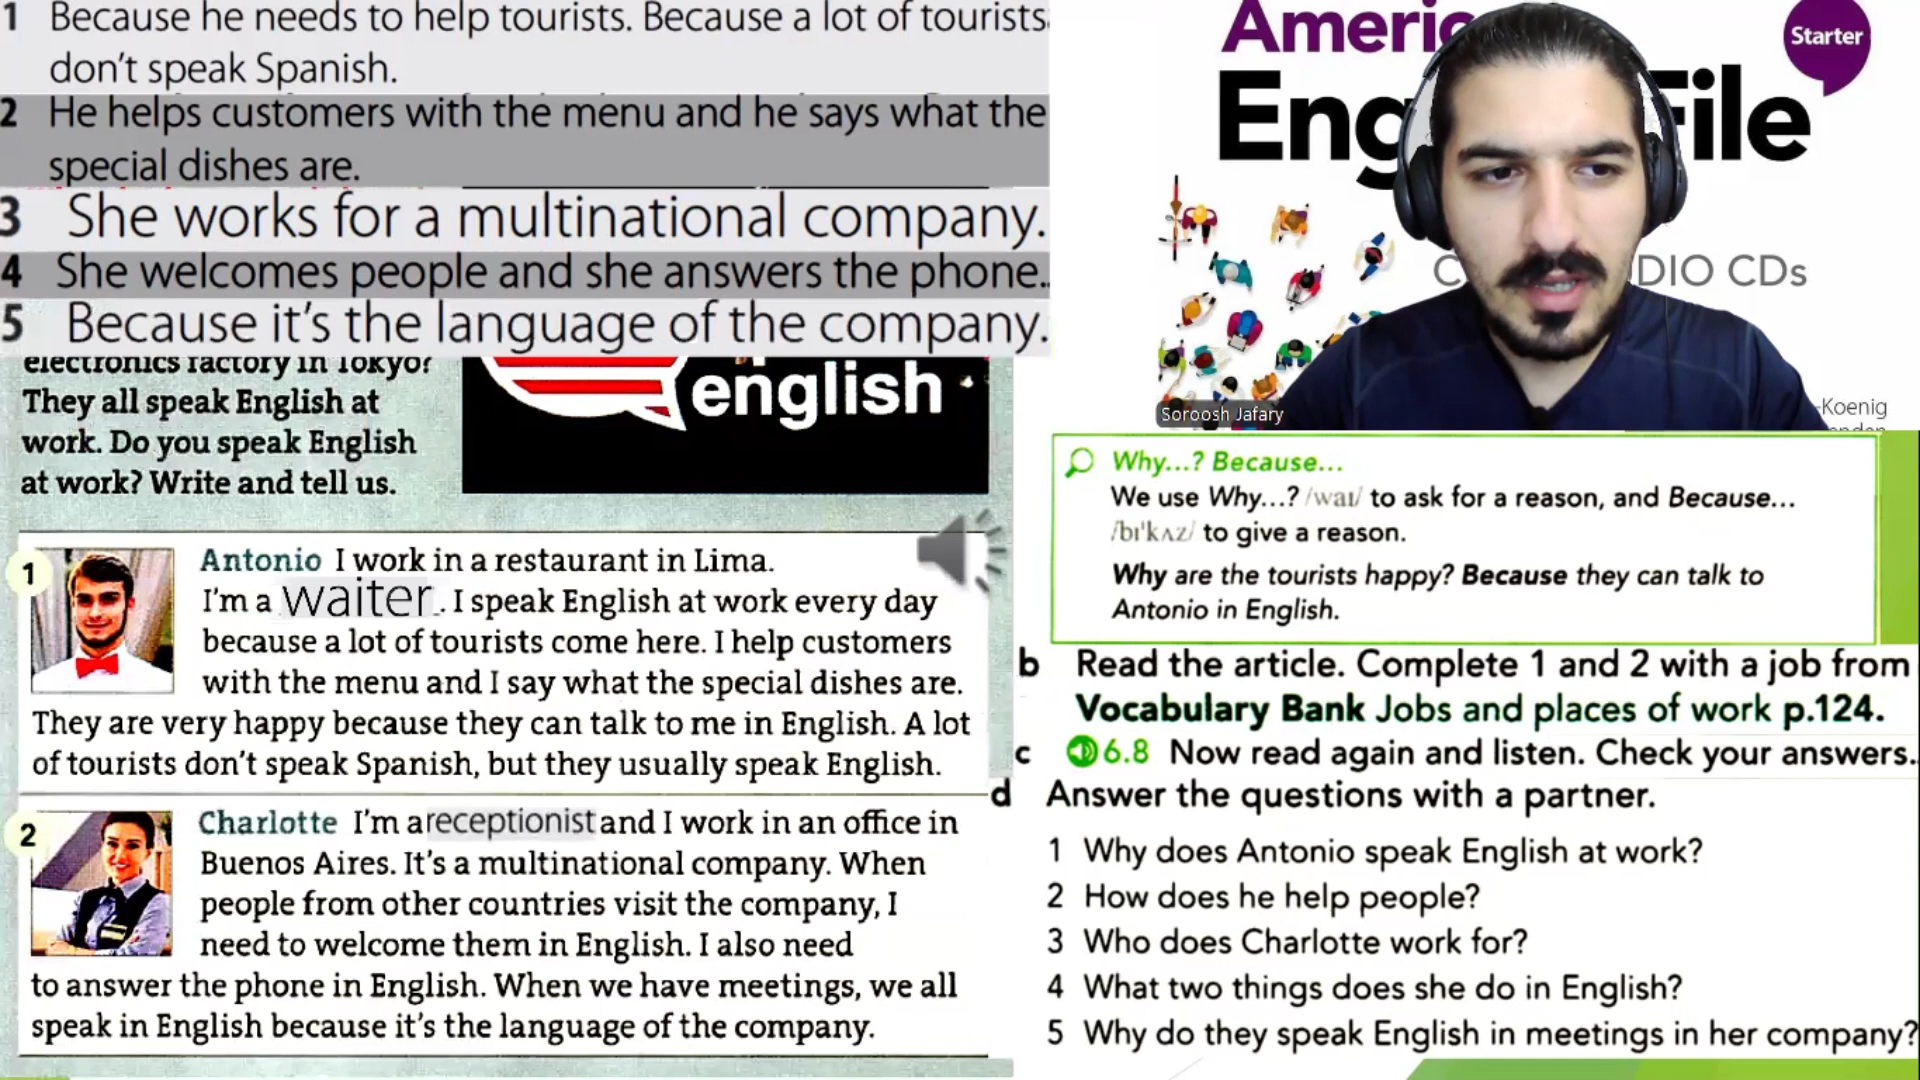 1 Because he needs to help tourists. Because a lot of tourists
don't speak Spanish.
2 He helps customers with the menu and he says what the
special dishes are.
3 She works for a multinational company.
4 She welcomes people and she answers the phone..
5 Because it's the language of the company.
electronics factory in Tokyo?
They all speak English at
work. Do you speak English
at work? Write and tell us.
english
1
Antonio I work in a restaurant in Lima.
I'm a waiter. I speak English at work every day
because a lot of tourists come here. I help customers
with the menu and I say what the special dishes are.
They are very happy because they can talk to me in English. A lot
of tourists don't speak Spanish, but they usually speak English.
2
Charlotte I'm a receptionist and I work in an office in
Buenos Aires. It's a multinational company. When
people from other countries visit the company, I
need to welcome them in English. I also need
to answer the phone in English. When we have meetings, we all
speak in English because it's the language of the company.
Starter
File
CDs
Soroosh Jafary
-Koenig
Why...? Because...
We use Why...? /waɪ/ to ask for a reason, and Because...
/bɪˈkʌz/ to give a reason.
Why are the tourists happy? Because they can talk to
Antonio in English.
b Read the article. Complete 1 and 2 with a job from
Vocabulary Bank Jobs and places of work p.124.
c 6.8 Now read again and listen. Check your answers.
d Answer the questions with a partner.
1 Why does Antonio speak English at work?
2 How does he help people?
3 Who does Charlotte work for?
4 What two things does she do in English?
5 Why do they speak English in meetings in her company?